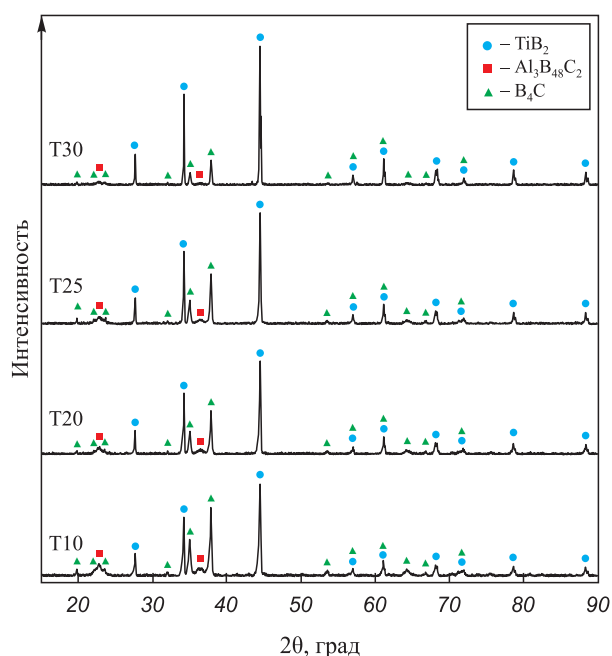 – TiB₂
– Al₃B₄₈C₂
– B₄C
T30
T25
T20
T10
Интенсивность
20 30 40 50 60 70 80 90
2θ, град